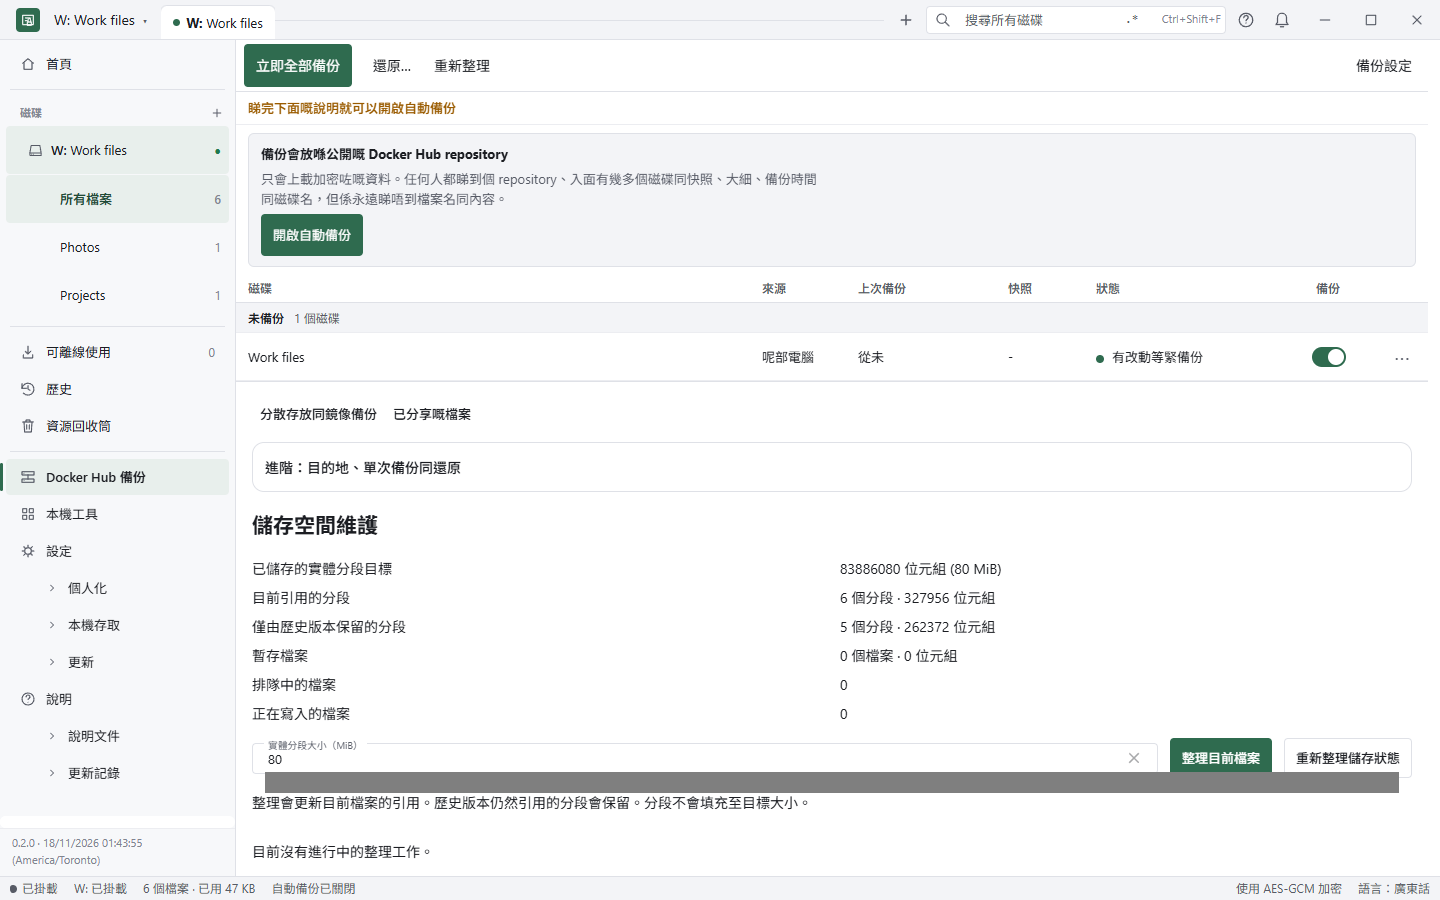 W: Work files
W: Work files
搜尋所有磁碟
.*
Ctrl+Shift+F
首頁
磁碟
W: Work files
所有檔案 6
Photos 1
Projects 1
可離線使用 0
歷史
資源回收筒
Docker Hub 備份
本機工具
設定
個人化
本機存取
更新
說明
說明文件
更新記錄
0.2.0 · 18/11/2026 01:43:55
(America/Toronto)
立即全部備份 還原... 重新整理 備份設定
睇完下面嘅說明就可以開啟自動備份
備份會放喺公開嘅 Docker Hub repository
只會上載加密咗嘅資料。任何人都睇到個 repository、入面有幾多個磁碟同快照、大細、備份時間
同磁碟名，但係永遠睇唔到檔案名同內容。
開啟自動備份
磁碟 來源 上次備份 快照 狀態 備份
未備份 1 個磁碟
Work files 呢部電腦 從未 - 有改動等緊備份 ...
分散存放同鏡像備份 已分享嘅檔案
進階：目的地、單次備份同還原
儲存空間維護
已儲存的實體分段目標 83886080 位元組 (80 MiB)
目前引用的分段 6 個分段 · 327956 位元組
僅由歷史版本保留的分段 5 個分段 · 262372 位元組
暫存檔案 0 個檔案 · 0 位元組
排隊中的檔案 0
正在寫入的檔案 0
實體分段大小（MiB）
80
整理目前檔案 重新整理儲存狀態
整理會更新目前檔案的引用。歷史版本仍然引用的分段會保留。分段不會填充至目標大小。
目前沒有進行中的整理工作。
已掛載 W: 已掛載 6 個檔案 · 已用 47 KB 自動備份已關閉 使用 AES-GCM 加密 語言：廣東話